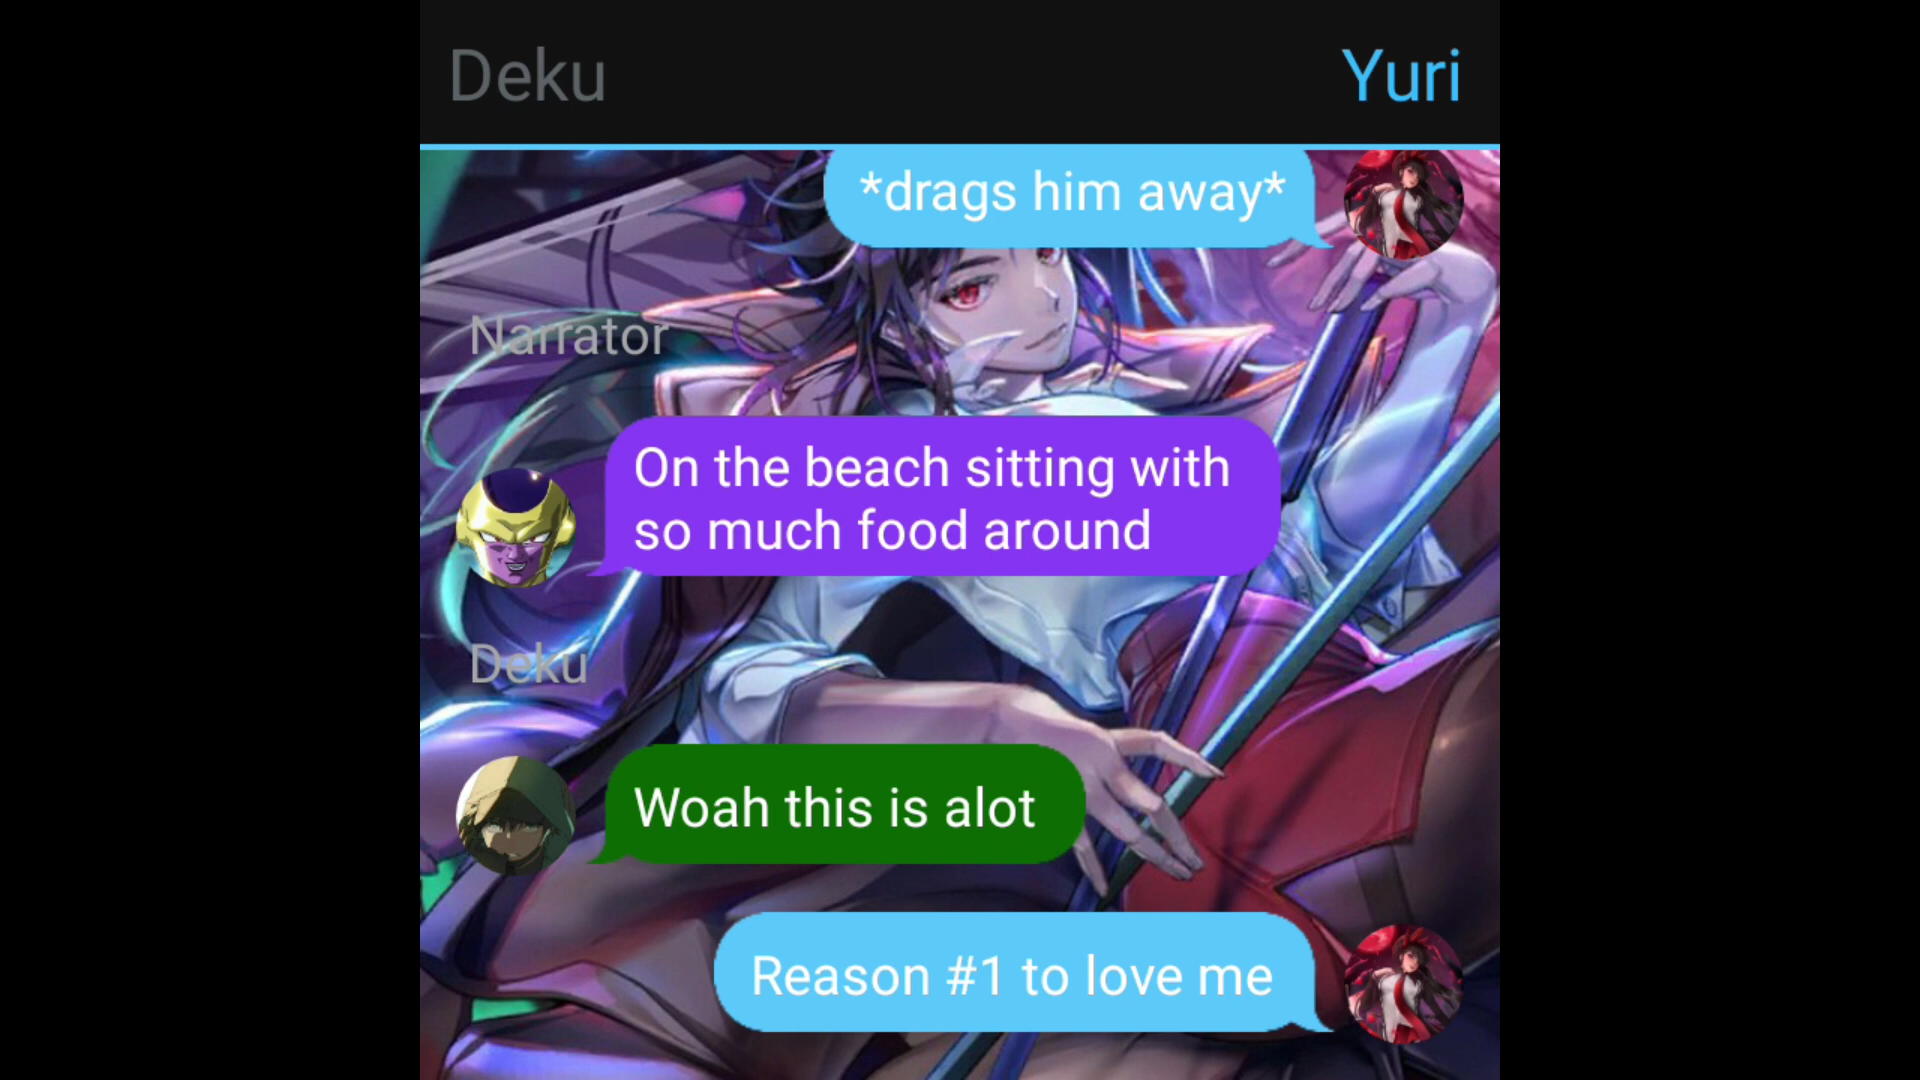 Deku
Yuri
*drags him away*
Narrator
On the beach sitting with
so much food around
Deku
Woah this is alot
Reason #1 to love me